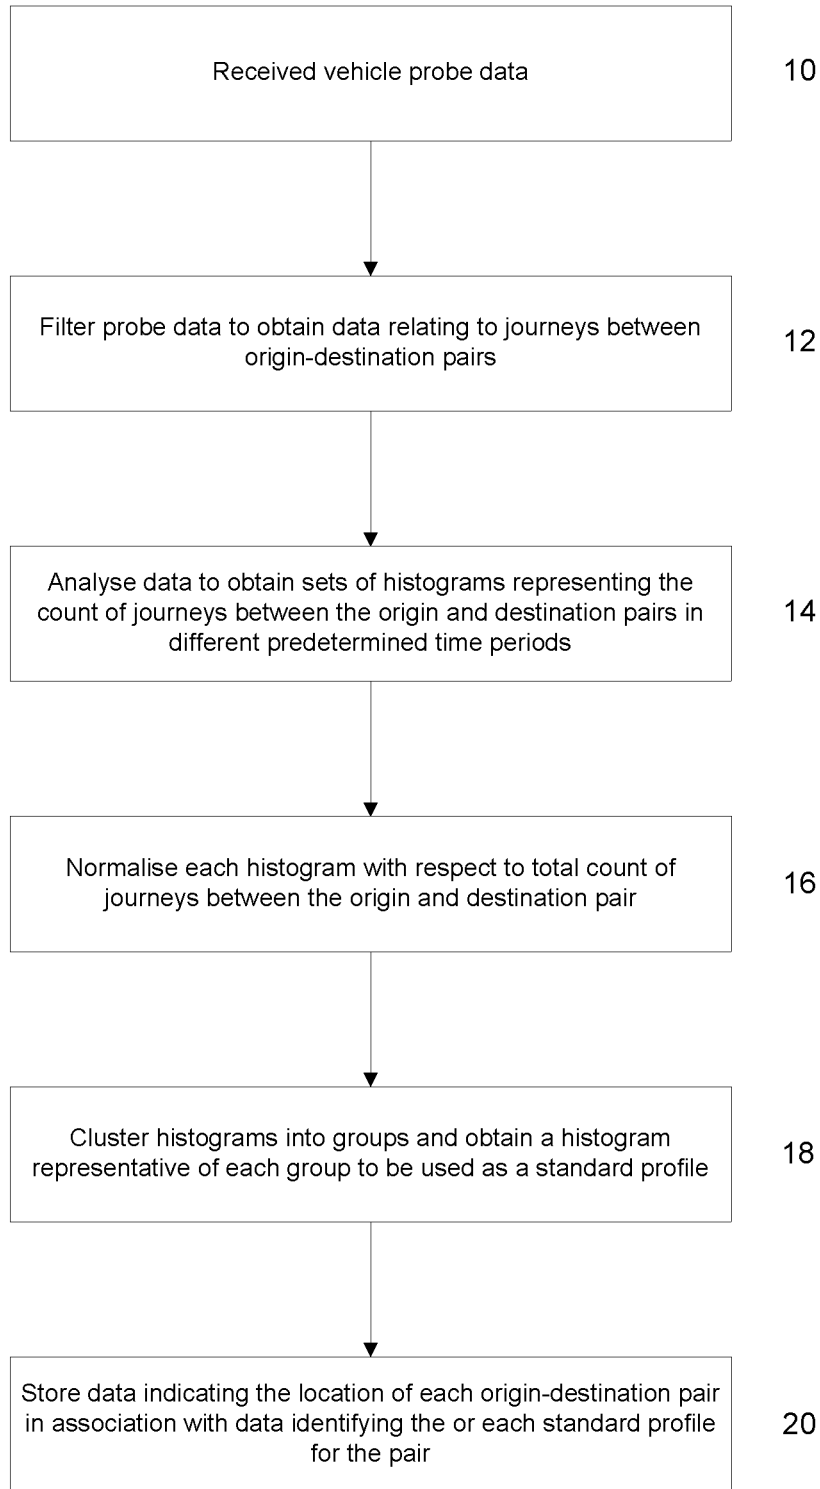 Received vehicle probe data
10
Filter probe data to obtain data relating to journeys between
origin-destination pairs
12
Analyse data to obtain sets of histograms representing the
count of journeys between the origin and destination pairs in
different predetermined time periods
14
Normalise each histogram with respect to total count of
journeys between the origin and destination pair
16
Cluster histograms into groups and obtain a histogram
representative of each group to be used as a standard profile
18
Store data indicating the location of each origin-destination pair
in association with data identifying the or each standard profile
for the pair
20